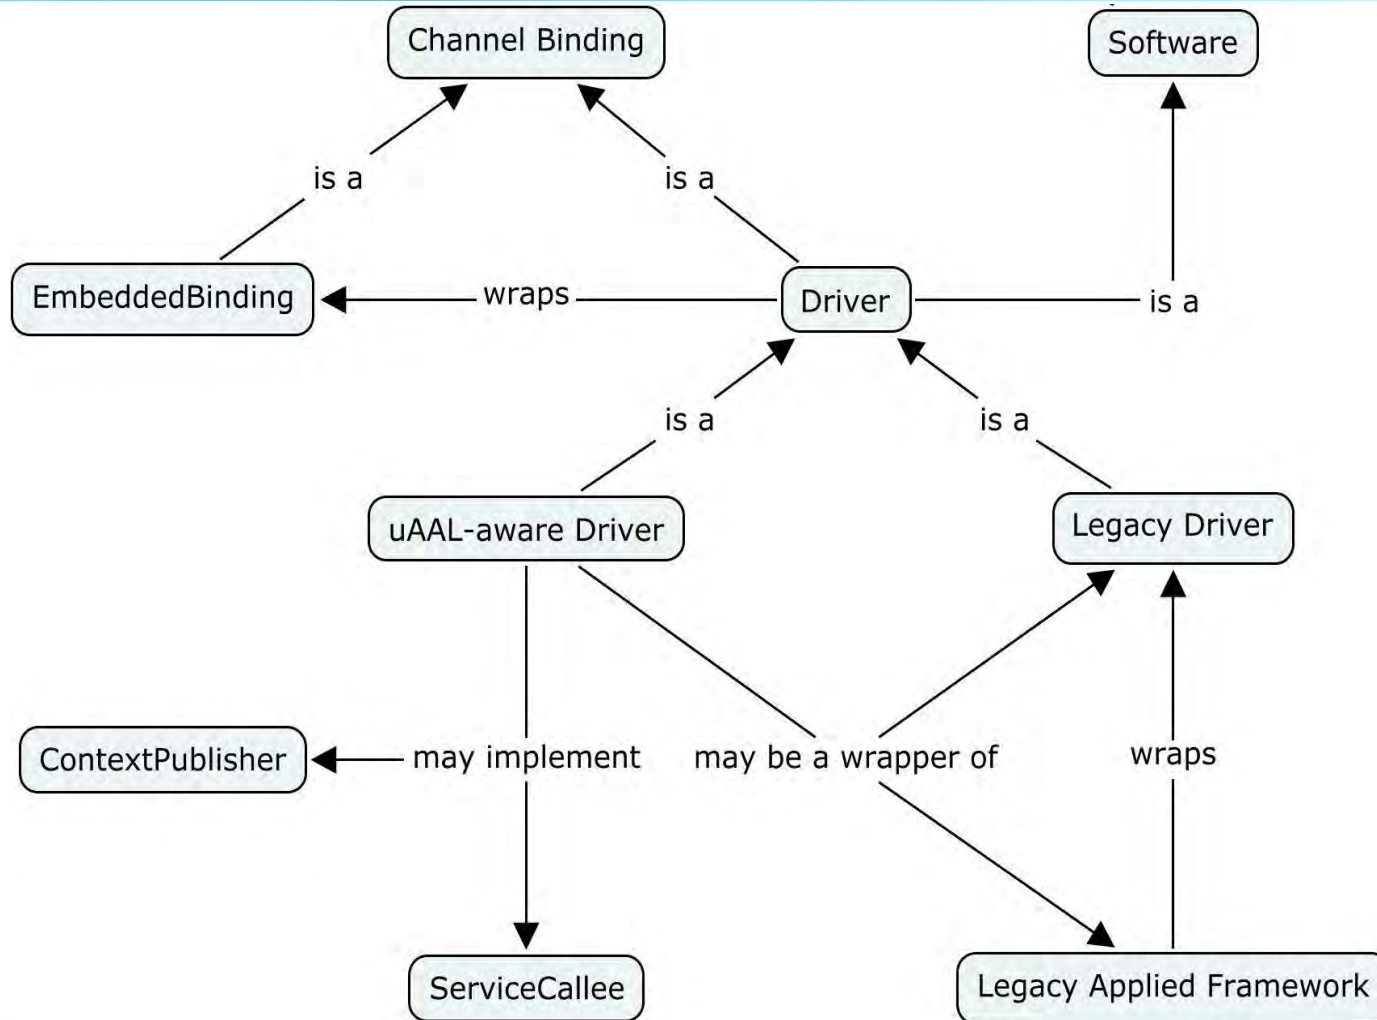 Channel Binding
Software
is a
is a
EmbeddedBinding
wraps
Driver
is a
is a
is a
uAAL-aware Driver
Legacy Driver
ContextPublisher
may implement
may be a wrapper of
wraps
ServiceCallee
Legacy Applied Framework